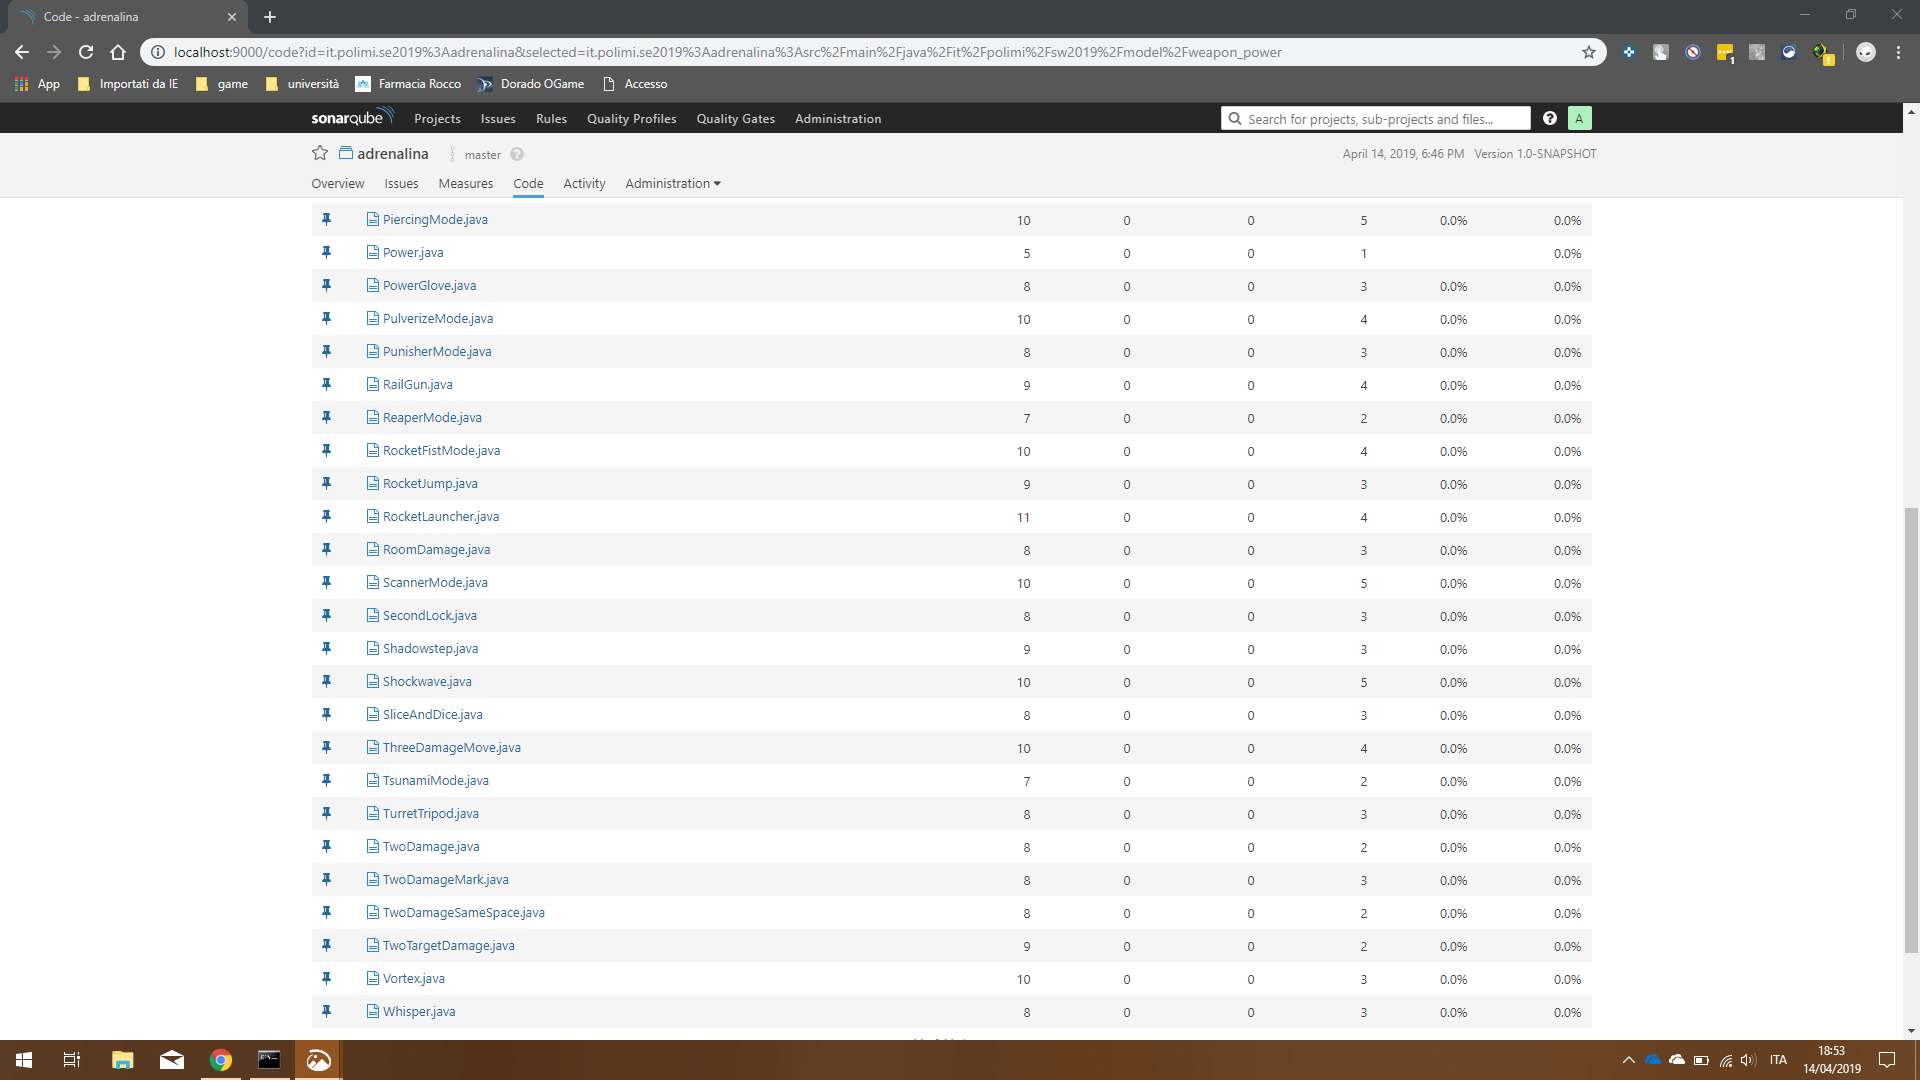 Code - adrenalina
localhost:9000/code?id=it.polimi.se2019%3Aadrenalina&selected=it.polimi.se2019%3Aadrenalina%3Asrc%2Fmain%2Fjava%2Fit%2Fpolimi%2Fsw2019%2Fmodel%2Fweapon_power
App Importati da IE game università Farmacia Rocco Dorado OGame Accesso
sonarqube Projects Issues Rules Quality Profiles Quality Gates Administration Search for projects, sub-projects and files... A
adrenalina master April 14, 2019, 6:46 PM Version 1.0-SNAPSHOT
Overview Issues Measures Code Activity Administration
PiercingMode.java 10 0 0 5 0.0% 0.0%
Power.java 5 0 0 1 0.0%
PowerGlove.java 8 0 0 3 0.0% 0.0%
PulverizeMode.java 10 0 0 4 0.0% 0.0%
PunisherMode.java 8 0 0 3 0.0% 0.0%
RailGun.java 9 0 0 4 0.0% 0.0%
ReaperMode.java 7 0 0 2 0.0% 0.0%
RocketFistMode.java 10 0 0 4 0.0% 0.0%
RocketJump.java 9 0 0 3 0.0% 0.0%
RocketLauncher.java 11 0 0 4 0.0% 0.0%
RoomDamage.java 8 0 0 3 0.0% 0.0%
ScannerMode.java 10 0 0 5 0.0% 0.0%
SecondLock.java 8 0 0 3 0.0% 0.0%
Shadowstep.java 9 0 0 3 0.0% 0.0%
Shockwave.java 10 0 0 5 0.0% 0.0%
SliceAndDice.java 8 0 0 3 0.0% 0.0%
ThreeDamageMove.java 10 0 0 4 0.0% 0.0%
TsunamiMode.java 7 0 0 2 0.0% 0.0%
TurretTripod.java 8 0 0 3 0.0% 0.0%
TwoDamage.java 8 0 0 2 0.0% 0.0%
TwoDamageMark.java 8 0 0 3 0.0% 0.0%
TwoDamageSameSpace.java 8 0 0 2 0.0% 0.0%
TwoTargetDamage.java 9 0 0 2 0.0% 0.0%
Vortex.java 10 0 0 3 0.0% 0.0%
Whisper.java 8 0 0 3 0.0% 0.0%
ITA 18:53
14/04/2019